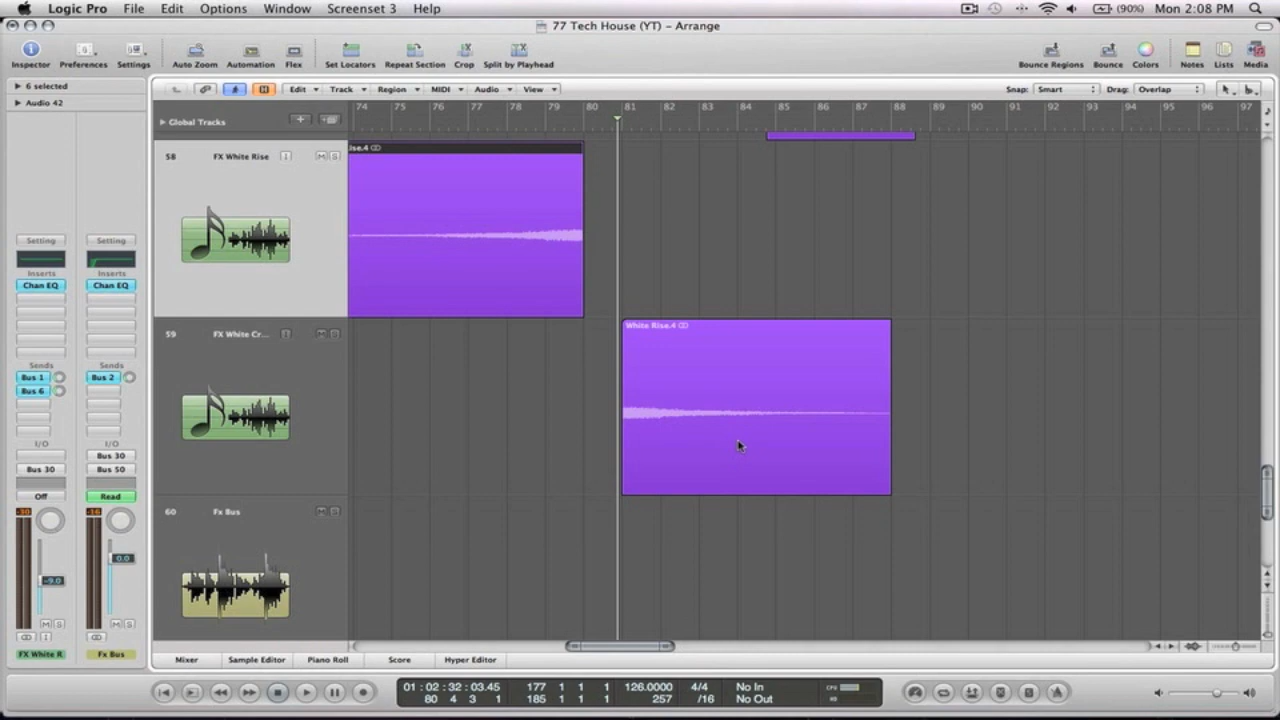 Logic Pro File Edit Options Window Screenset 3 Help (90%) Mon 2:08 PM
77 Tech House (YT) – Arrange
Inspector Preferences Settings Auto Zoom Automation Flex Set Locators Repeat Section Crop Split by Playhead Bounce Regions Bounce Colors Notes Lists Media
6 selected
Edit Track Region MIDI Audio View Snap: Smart Drag: Overlap
Audio 42
74 75 76 77 78 79 80 81 82 83 84 85 86 87 88 89 90 91 92 93 94 95 96 97
Global Tracks
58 FX White Rise I M S
ise.4
59 FX White Cr... I M S
White Rise.4
60 Fx Bus M S
Setting Setting
Inserts Inserts
Chan EQ Chan EQ
Sends Sends
Bus 1 Bus 2
Bus 6
I/O I/O
Bus 30
Bus 30 Bus 50
Off Read
-30 -16
0.0
-9.0
M S M S
I
FX White R Fx Bus
Mixer Sample Editor Piano Roll Score Hyper Editor
01:02:32:03.45 177 1 1 1 126.0000 4/4 No In CPU
80 4 3 1 185 1 1 1 257 /16 No Out HD